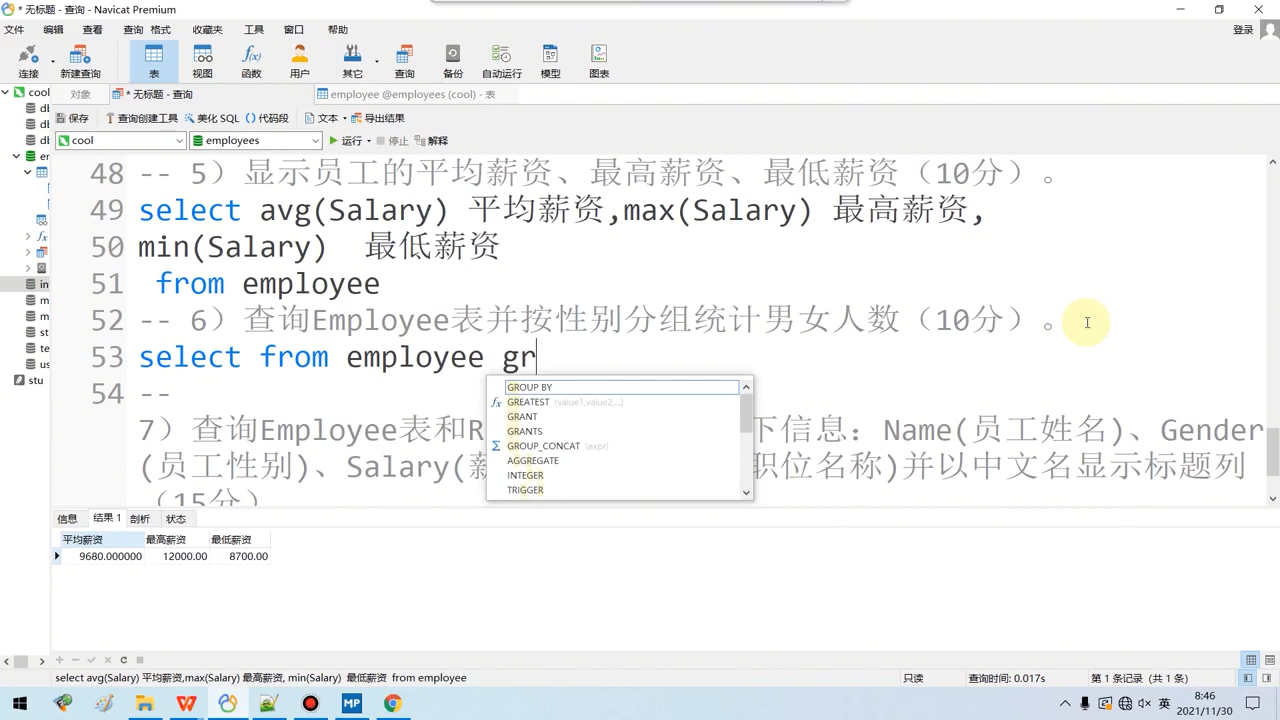 * 无标题 - 查询 - Navicat Premium
文件 编辑 查看 查询 格式 收藏夹 工具 窗口 帮助 登录
连接 新建查询 表 视图 函数 用户 其它 查询 备份 自动运行 模型 图表
cool 对象 * 无标题 - 查询 employee @employees (cool) - 表
保存 查询创建工具 美化 SQL () 代码段 文本 导出结果
cool employees 运行 停止 解释
48 -- 5）显示员工的平均薪资、最高薪资、最低薪资（10分）。
49 select avg(Salary) 平均薪资,max(Salary) 最高薪资,
50 min(Salary)  最低薪资
51 from employee
52 -- 6）查询Employee表并按性别分组统计男女人数（10分）。
53 select from employee gr
54 --
7）查询Employee表和R 下信息：Name(员工姓名)、Gender
(员工性别)、Salary(薪 职位名称)并以中文名显示标题列
（15分）
GROUP BY
GREATEST (value1,value2,...)
GRANT
GRANTS
GROUP_CONCAT (expr)
AGGREGATE
INTEGER
TRIGGER
db
db
db
en
in
m
m
st
te
us
stu
信息 结果 1 剖析 状态
平均薪资 最高薪资 最低薪资
9680.000000 12000.00 8700.00
select avg(Salary) 平均薪资,max(Salary) 最高薪资, min(Salary)  最低薪资  from employee 只读 查询时间: 0.017s 第 1 条记录 (共 1 条)
W MP 英 8:46
2021/11/30